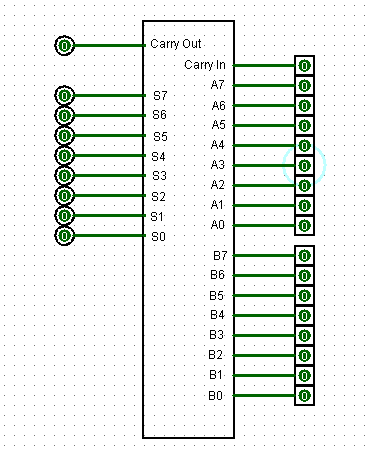 0 Carry Out
Carry In 0
A7 0
0 S7 A6 0
0 S6 A5 0
0 S5 A4 0
0 S4 A3 0
0 S3 A2 0
0 S2 A1 0
0 S1 A0 0
0 S0
B7 0
B6 0
B5 0
B4 0
B3 0
B2 0
B1 0
B0 0